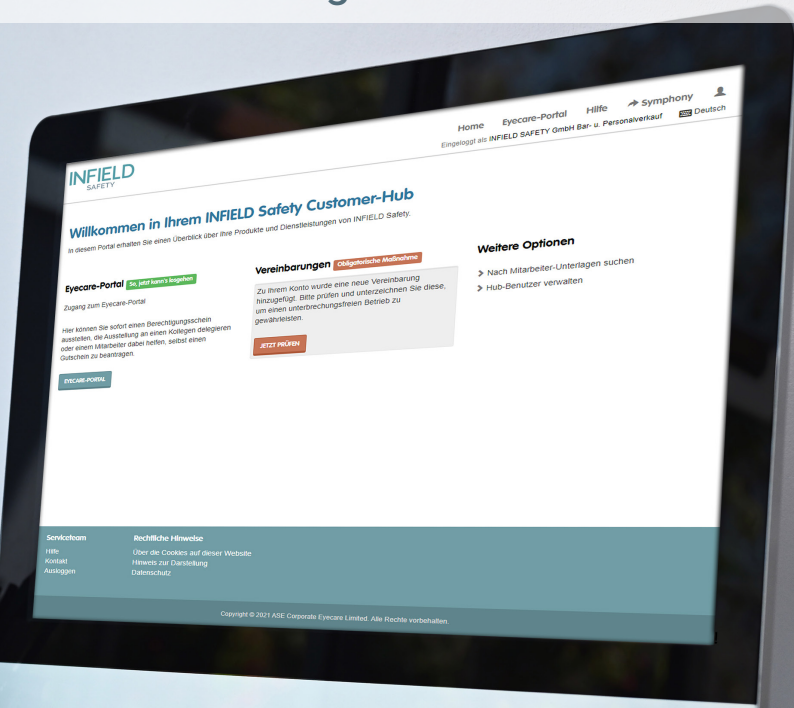 g
Home Eyecare-Portal Hilfe Symphony
Eingeloggt als INFIELD SAFETY GmbH Bar- u. Personalverkauf Deutsch
INFIELD
SAFETY
Willkommen in Ihrem INFIELD Safety Customer-Hub
In diesem Portal erhalten Sie einen Überblick über Ihre Produkte und Dienstleistungen von INFIELD Safety.
Eyecare-Portal So, jetzt kann's losgehen
Zugang zum Eyecare-Portal
Hier können Sie sofort einen Berechtigungsschein
ausstellen, die Ausstellung an einen Kollegen delegieren
oder einem Mitarbeiter dabei helfen, selbst einen
Gutschein zu beantragen.
EYECARE-PORTAL
Vereinbarungen Obligatorische Maßnahme
Zu Ihrem Konto wurde eine neue Vereinbarung
hinzugefügt. Bitte prüfen und unterzeichnen Sie diese,
um einen unterbrechungsfreien Betrieb zu
gewährleisten.
JETZT PRÜFEN
Weitere Optionen
Nach Mitarbeiter-Unterlagen suchen
Hub-Benutzer verwalten
Serviceteam
Hilfe
Kontakt
Ausloggen
Rechtliche Hinweise
Über die Cookies auf dieser Website
Hinweis zur Darstellung
Datenschutz
Copyright © 2021 ASE Corporate Eyecare Limited. Alle Rechte vorbehalten.